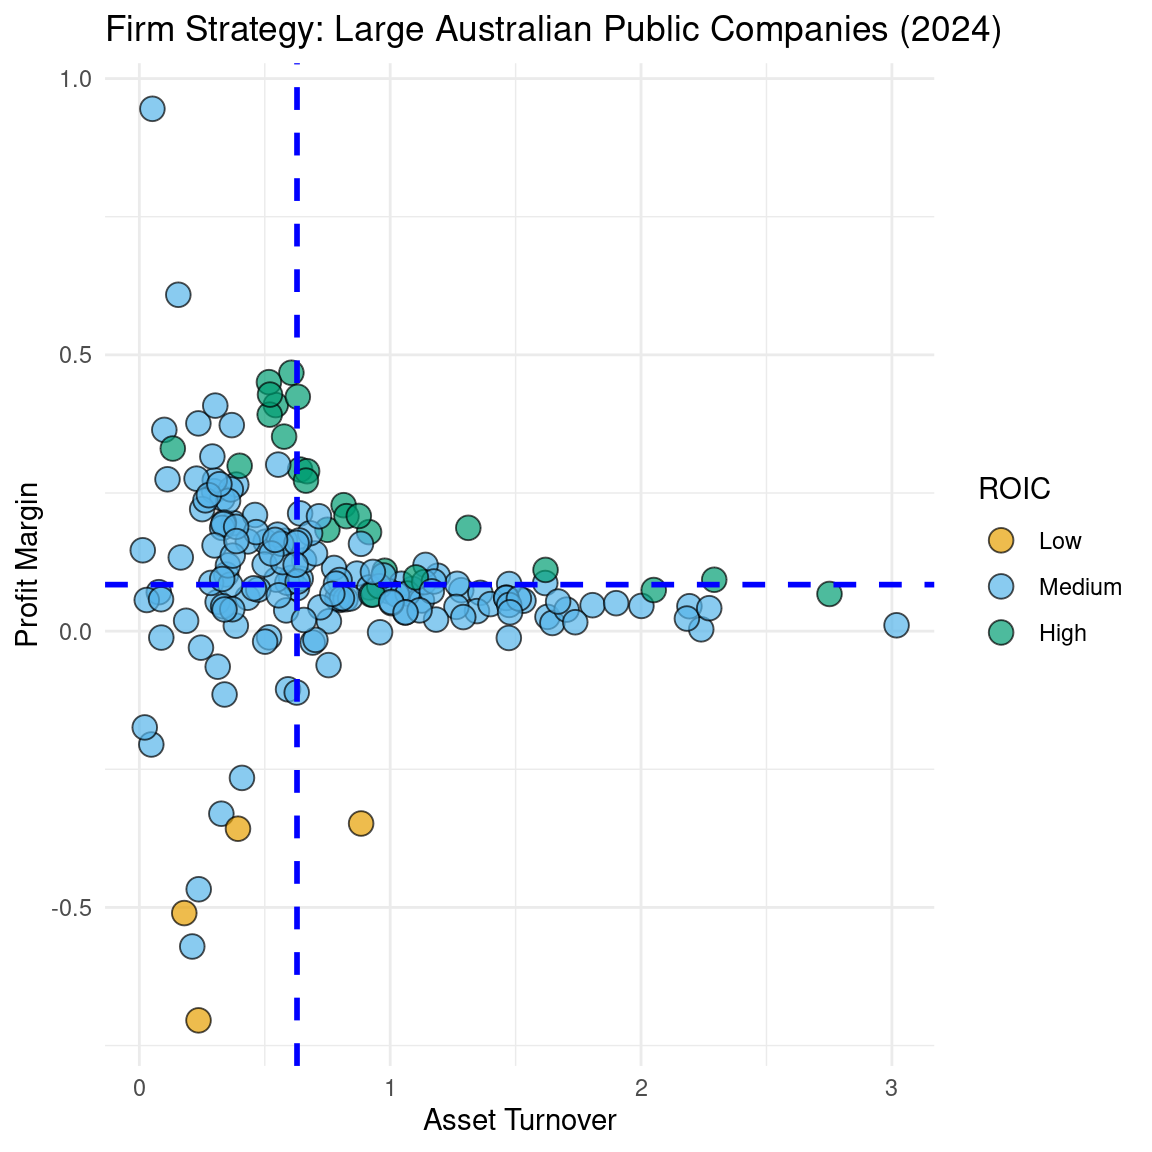 Firm Strategy: Large Australian Public Companies (2024)
1.0
0.5
0.0
-0.5
Profit Margin
0
1
2
3
Asset Turnover
ROIC
Low
Medium
High